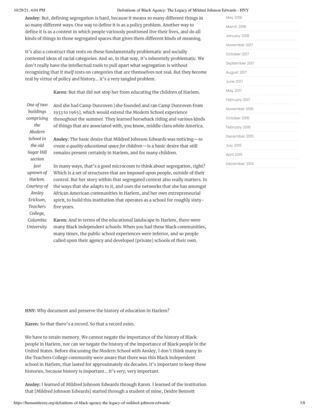 10/28/21, 4:04 PM
Definitions of Black Agency: The Legacy of Mildred Johnson-Edwards
Ansley: But, defining segregation is hard, because it means so many different things in
so many different ways. One way to define it is as a policy problem. Another way to
define it is as a context in which people variously positioned live their lives, and do all
kinds of things in those segregated spaces that gives them different kinds of meaning.
It's also a construct that rests on these fundamentally problematic and socially
contested ideas of racial categories. And so, in that way, it's inherently problematic. We
don't really have the intellectual tools to pull apart what segregation is without
recognizing that it itself rests on categories that are themselves not real. But they become
real by virtue of policy and history… it's a very tangled problem.
Karen: But that did not stop her from educating the children of Harlem.
One of two
buildings
comprising
the
Modern
School in
the old
Sugar Hill
section
just
uptown of
Harlem.
Courtesy of
Ansley
Erickson,
Teachers
College,
Columbia
University
And she had Camp Dunroven [she founded and ran Camp Dunroven from
1933 to 1965], which would extend the Modern School experience
throughout the summer. They learned horseback riding and various kinds
of things that are associated with, you know, middle class white America.
Ansley: The basic desire that Mildred Johnson Edwards was noticing—to
create a quality educational space for children—is a basic desire that still
remains present certainly in Harlem, and for many children.
In many ways, that's a good microcosm to think about segregation, right?
Which is a set of structures that are imposed upon people, outside of their
control. But her story within that segregated context also really matters. In
the ways that she adapts to it, and uses the networks that she has amongst
African American communities in Harlem, and her own entrepreneurial
spirit, to build this institution that operates as a school for roughly sixty-
five years.
Karen: And in terms of the educational landscape in Harlem, there were
many Black independent schools. When you had these Black communities,
many times, the public school experiences were inferior, and so people
called upon their agency and developed [private] schools of their own.
HNY: Why document and preserve the history of education in Harlem?
Karen: So that there's a record. So that a record exist.
We have to retain memory. We cannot negate the importance of the history of Black
people in Harlem, nor can we negate the history of the importance of Black people in the
United States. Before discussing the Modern School with Ansley, I don't think many in
the Teachers College community were aware that there was this Black independent
school in Harlem, that lasted for approximately six decades. It's important to keep these
histories, because history is important… it's very, very important.
Ansley: I learned of Mildred Johnson Edwards through Karen. I learned of the institution
that [Mildred Johnson Edwards] started through a student of mine, Deidre Bennett
May 2018
March 2018
January 2018
November 2017
October 2017
September 2017
August 2017
June 2017
May 2017
February 2017
November 2016
October 2016
February 2016
December 2015
July 2015
April 2015
December 2014